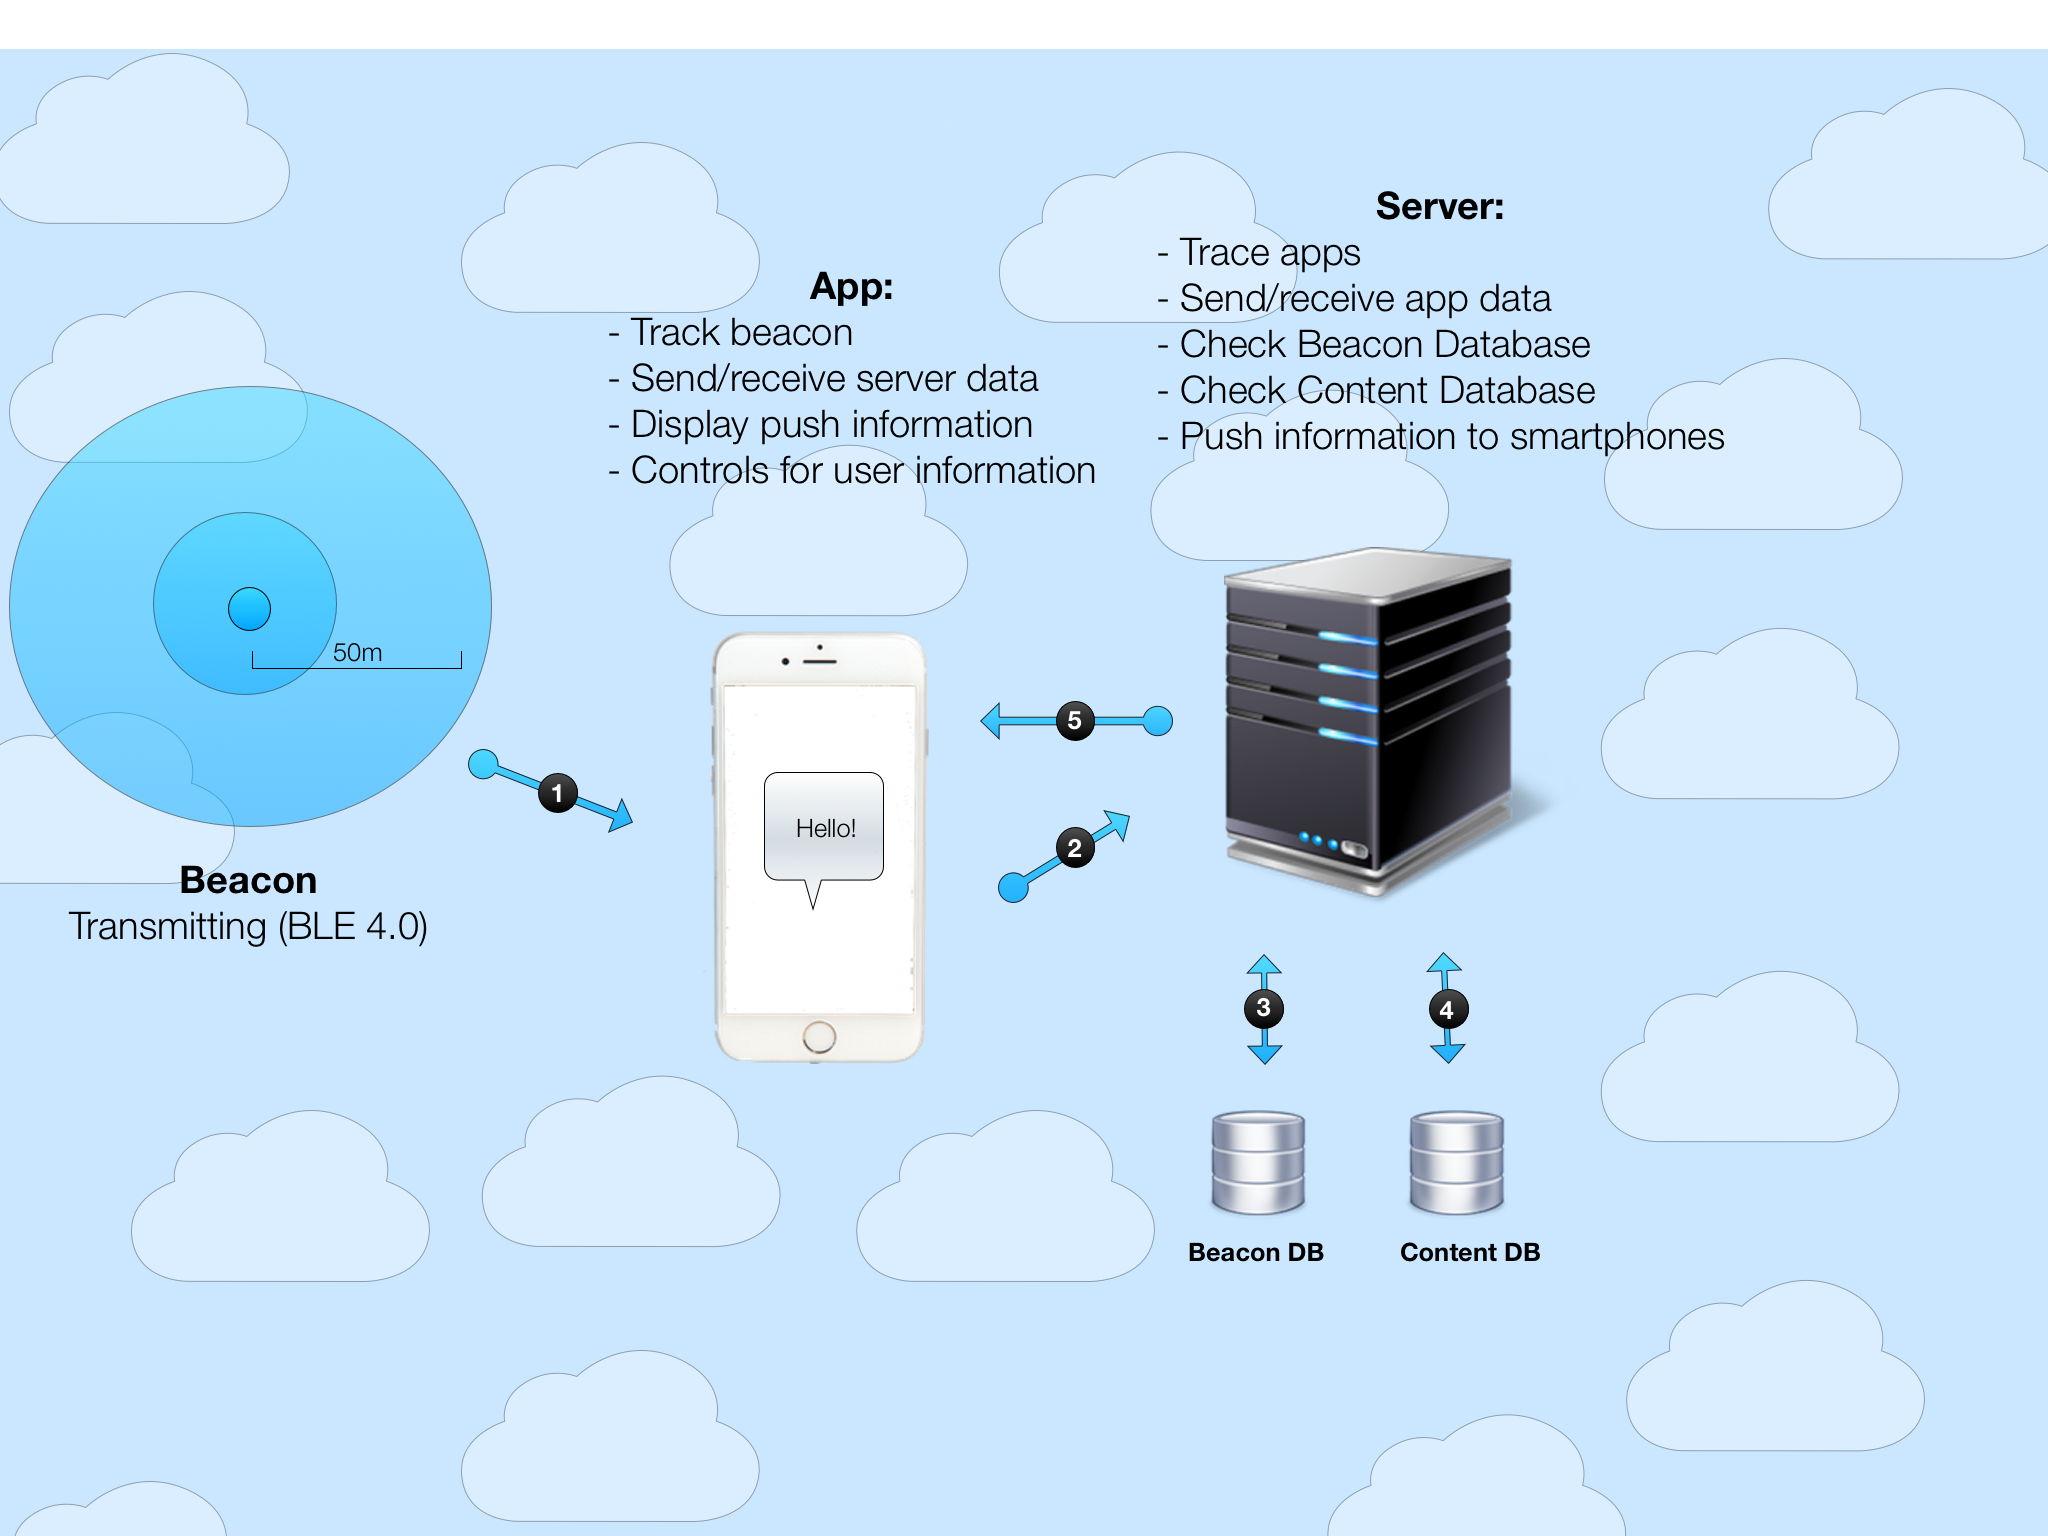 Server:
- Trace apps
- Send/receive app data
- Check Beacon Database
- Check Content Database
- Push information to smartphones
App:
- Track beacon
- Send/receive server data
- Display push information
- Controls for user information
50m
Beacon
Transmitting (BLE 4.0)
1
Hello!
5
2
3
4
Beacon DB
Content DB